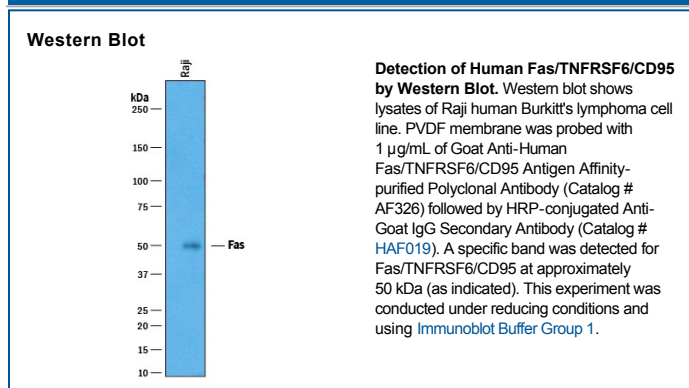 Western Blot
Raji
kDa
250
150
100
75
50
37
25
20
15
10
Fas
Detection of Human Fas/TNFRSF6/CD95
by Western Blot. Western blot shows
lysates of Raji human Burkitt's lymphoma cell
line. PVDF membrane was probed with
1 µg/mL of Goat Anti-Human
Fas/TNFRSF6/CD95 Antigen Affinity-
purified Polyclonal Antibody (Catalog #
AF326) followed by HRP-conjugated Anti-
Goat IgG Secondary Antibody (Catalog #
HAF019). A specific band was detected for
Fas/TNFRSF6/CD95 at approximately
50 kDa (as indicated). This experiment was
conducted under reducing conditions and
using Immunoblot Buffer Group 1.